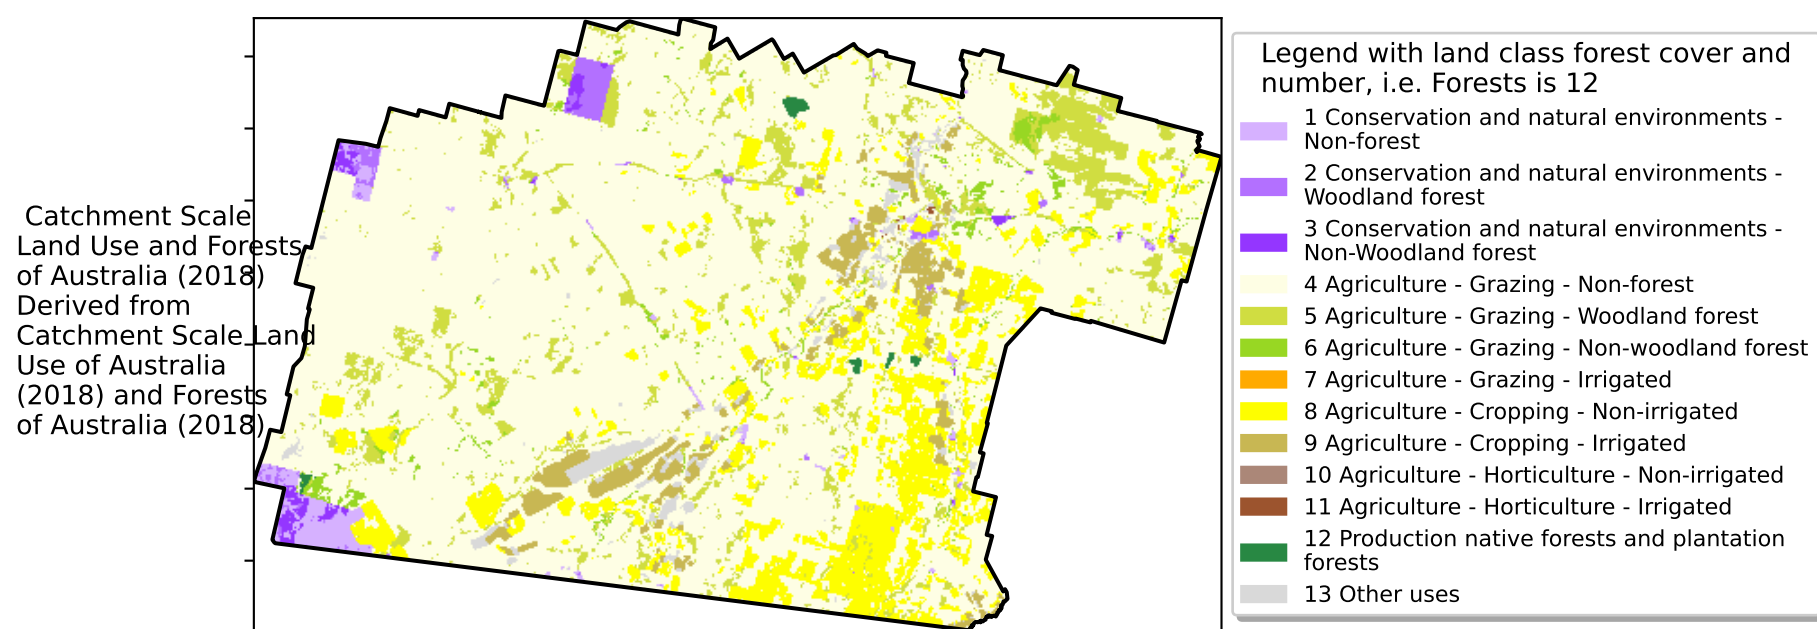 Catchment Scale
Land Use and Forests
of Australia (2018)
Derived from
Catchment Scale Land
Use of Australia
(2018) and Forests
of Australia (2018)
Legend with land class forest cover and
number, i.e. Forests is 12
1 Conservation and natural environments -
Non-forest
2 Conservation and natural environments -
Woodland forest
3 Conservation and natural environments -
Non-Woodland forest
4 Agriculture - Grazing - Non-forest
5 Agriculture - Grazing - Woodland forest
6 Agriculture - Grazing - Non-woodland forest
7 Agriculture - Grazing - Irrigated
8 Agriculture - Cropping - Non-irrigated
9 Agriculture - Cropping - Irrigated
10 Agriculture - Horticulture - Non-irrigated
11 Agriculture - Horticulture - Irrigated
12 Production native forests and plantation
forests
13 Other uses